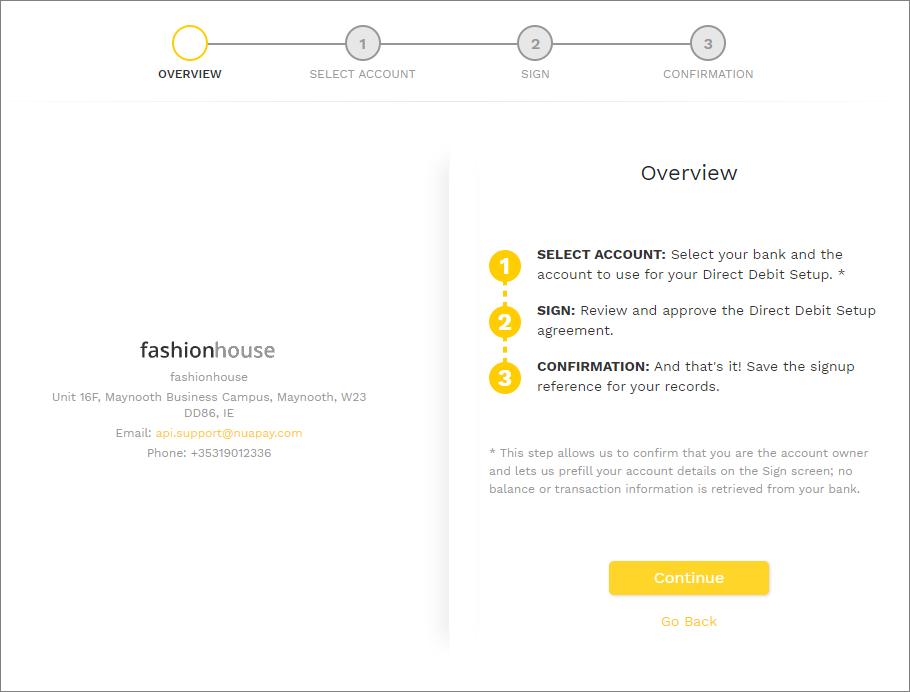 1
2
3
OVERVIEW
SELECT ACCOUNT
SIGN
CONFIRMATION
fashionhouse
fashionhouse
Unit 16F, Maynooth Business Campus, Maynooth, W23
DD86, IE
Email: api.support@nuapay.com
Phone: +35319012336
Overview
1
SELECT ACCOUNT: Select your bank and the
account to use for your Direct Debit Setup. *
2
SIGN: Review and approve the Direct Debit Setup
agreement.
3
CONFIRMATION: And that's it! Save the signup
reference for your records.
* This step allows us to confirm that you are the account owner
and lets us prefill your account details on the Sign screen; no
balance or transaction information is retrieved from your bank.
Continue
Go Back